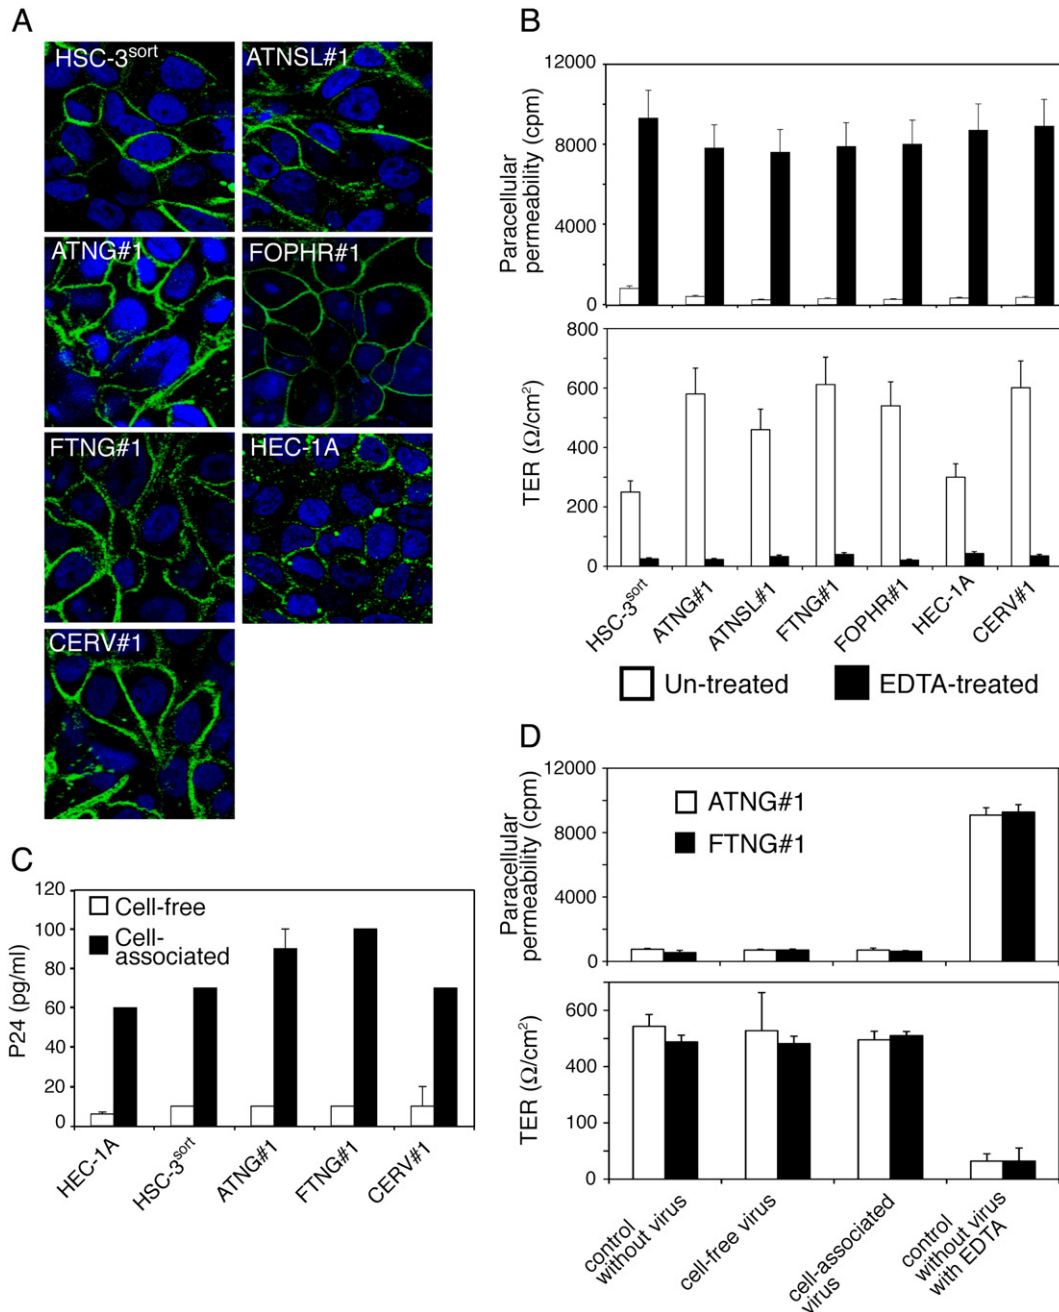 A
HSC-3sort
ATNSL#1
ATNG#1
FOPHR#1
FTNG#1
HEC-1A
CERV#1
B
Paracellular
permeability (cpm)
12000
8000
4000
0
TER (Ω/cm2)
800
600
400
200
0
HSC-3sort
ATNG#1
ATNSL#1
FTNG#1
FOPHR#1
HEC-1A
CERV#1
Un-treated
EDTA-treated
C
P24 (pg/ml)
120
100
80
60
40
20
0
Cell-free
Cell-
associated
HEC-1A
HSC-3sort
ATNG#1
FTNG#1
CERV#1
D
Paracellular
permeability (cpm)
12000
8000
4000
0
ATNG#1
FTNG#1
TER (Ω/cm2)
600
400
100
0
control
without virus
cell-free virus
cell-associated
virus
control
without virus
with EDTA